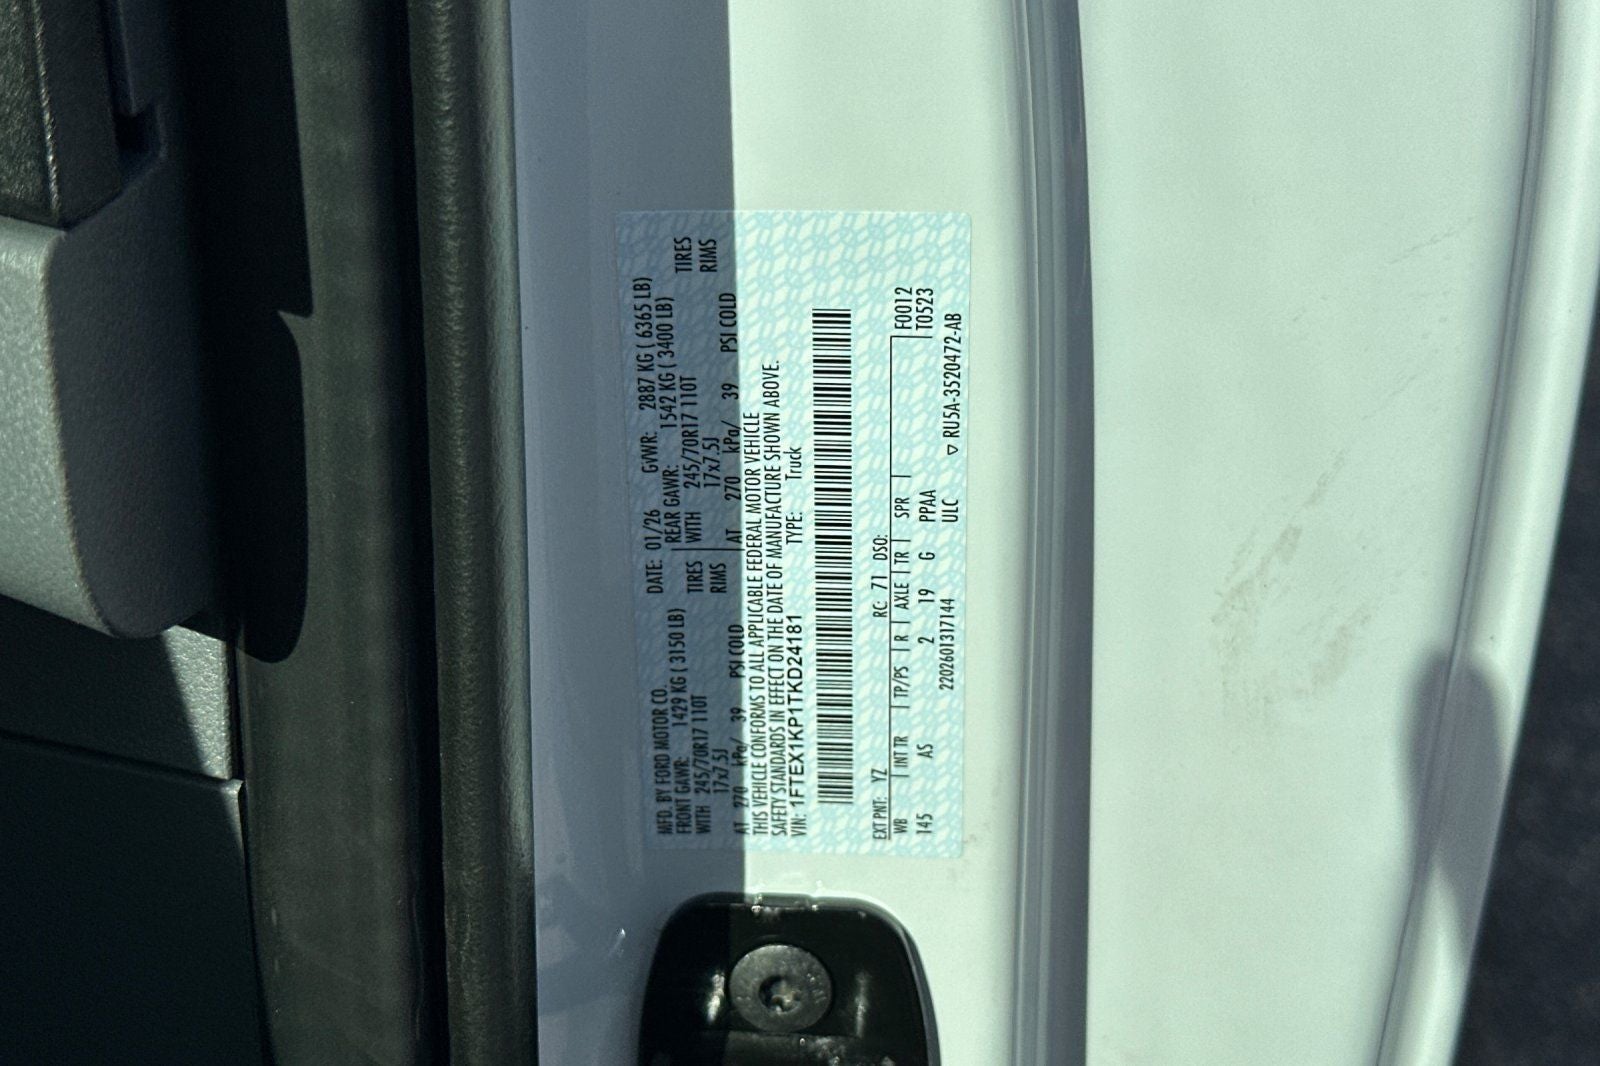 MFD. BY FORD MOTOR CO. DATE: 01/26 GVWR: 2887 KG ( 6365 LB)
FRONT GAWR: 1429 KG ( 3150 LB) REAR GAWR: 1542 KG ( 3400 LB)
WITH 245/70R17 110T TIRES WITH 245/70R17 110T TIRES
17x7.5J RIMS 17x7.5J RIMS
AT 270 kPa/ 39 PSI COLD AT 270 kPa/ 39 PSI COLD
THIS VEHICLE CONFORMS TO ALL APPLICABLE FEDERAL MOTOR VEHICLE
SAFETY STANDARDS IN EFFECT ON THE DATE OF MANUFACTURE SHOWN ABOVE.
VIN: 1FTEX1KP1TKD24181 TYPE: Truck
EXT PNT: YZ RC: 71 DSO:
WB INT TR TP/PS R AXLE TR SPR F0012
145 AS 2 19 G PPAA T0523
2202601317144 ULC ▽ RU5A-3520472-AB